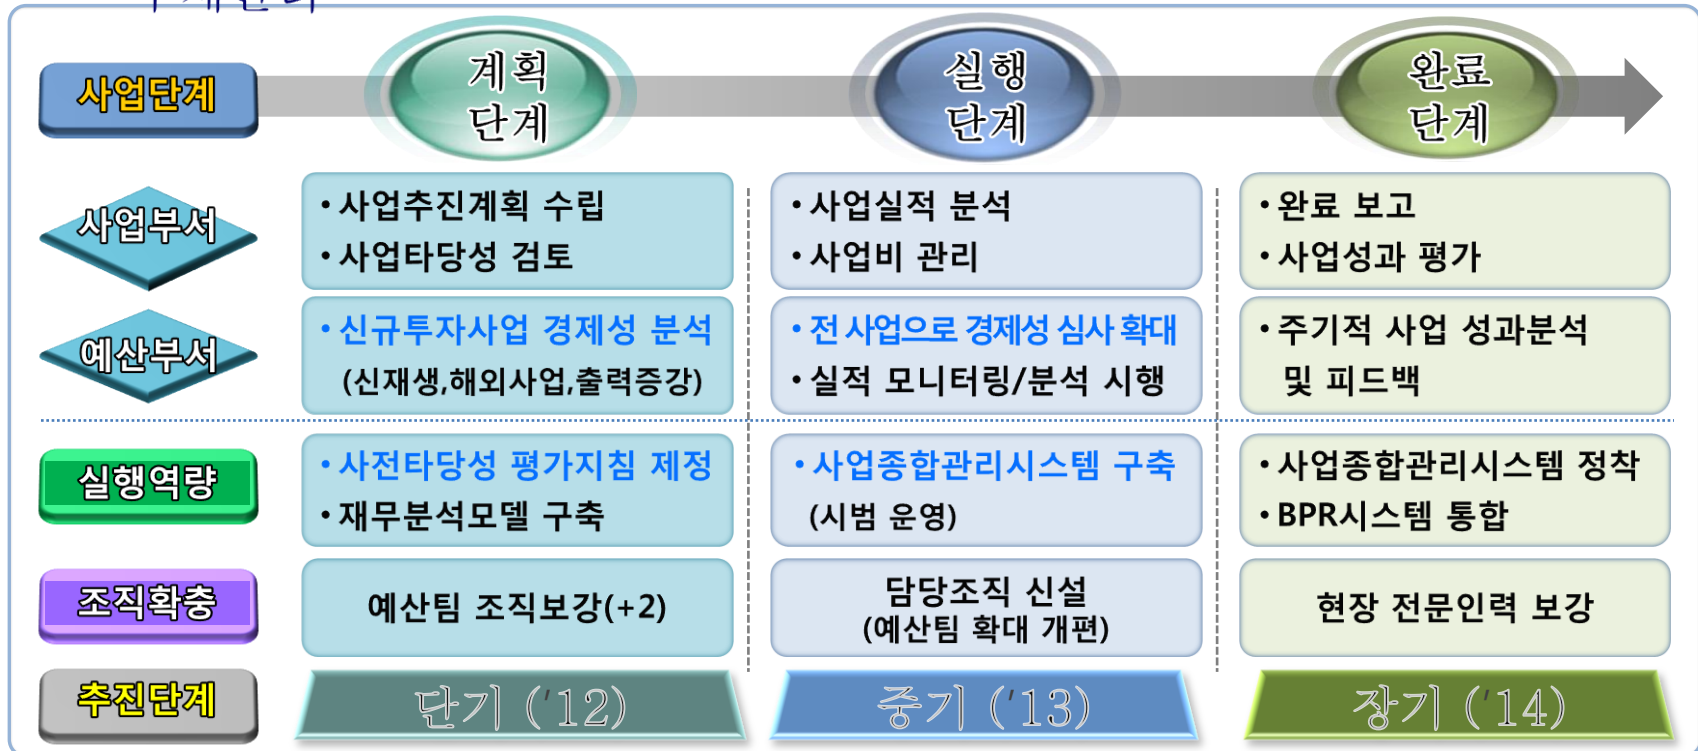 사업단계
계획
단계
실행
단계
완료
단계
사업부서
• 사업추진계획 수립
• 사업타당성 검토
• 사업실적 분석
• 사업비 관리
• 완료 보고
• 사업성과 평가
예산부서
• 신규투자사업 경제성 분석
(신재생,해외사업,출력증강)
• 전 사업으로 경제성 심사 확대
• 실적 모니터링/분석 시행
• 주기적 사업 성과분석
및 피드백
실행역량
• 사전타당성 평가지침 제정
• 재무분석모델 구축
• 사업종합관리시스템 구축
(시범 운영)
• 사업종합관리시스템 정착
• BPR시스템 통합
조직확충
예산팀 조직보강(+2)
담당조직 신설
(예산팀 확대 개편)
현장 전문인력 보강
추진단계
단기 ('12)
중기 ('13)
장기 ('14)